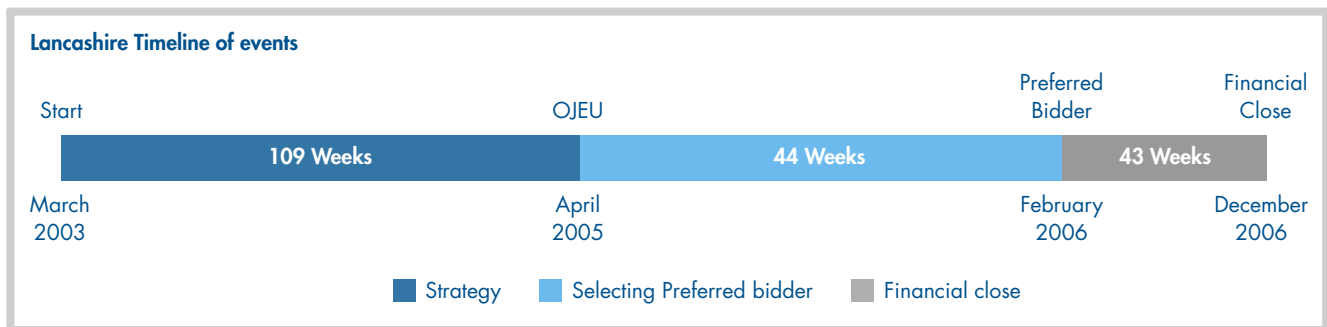 Lancashire Timeline of events
Start
OJEU
Preferred
Bidder
Financial
Close
109 Weeks
44 Weeks
43 Weeks
March
2003
April
2005
February
2006
December
2006
Strategy
Selecting Preferred bidder
Financial close